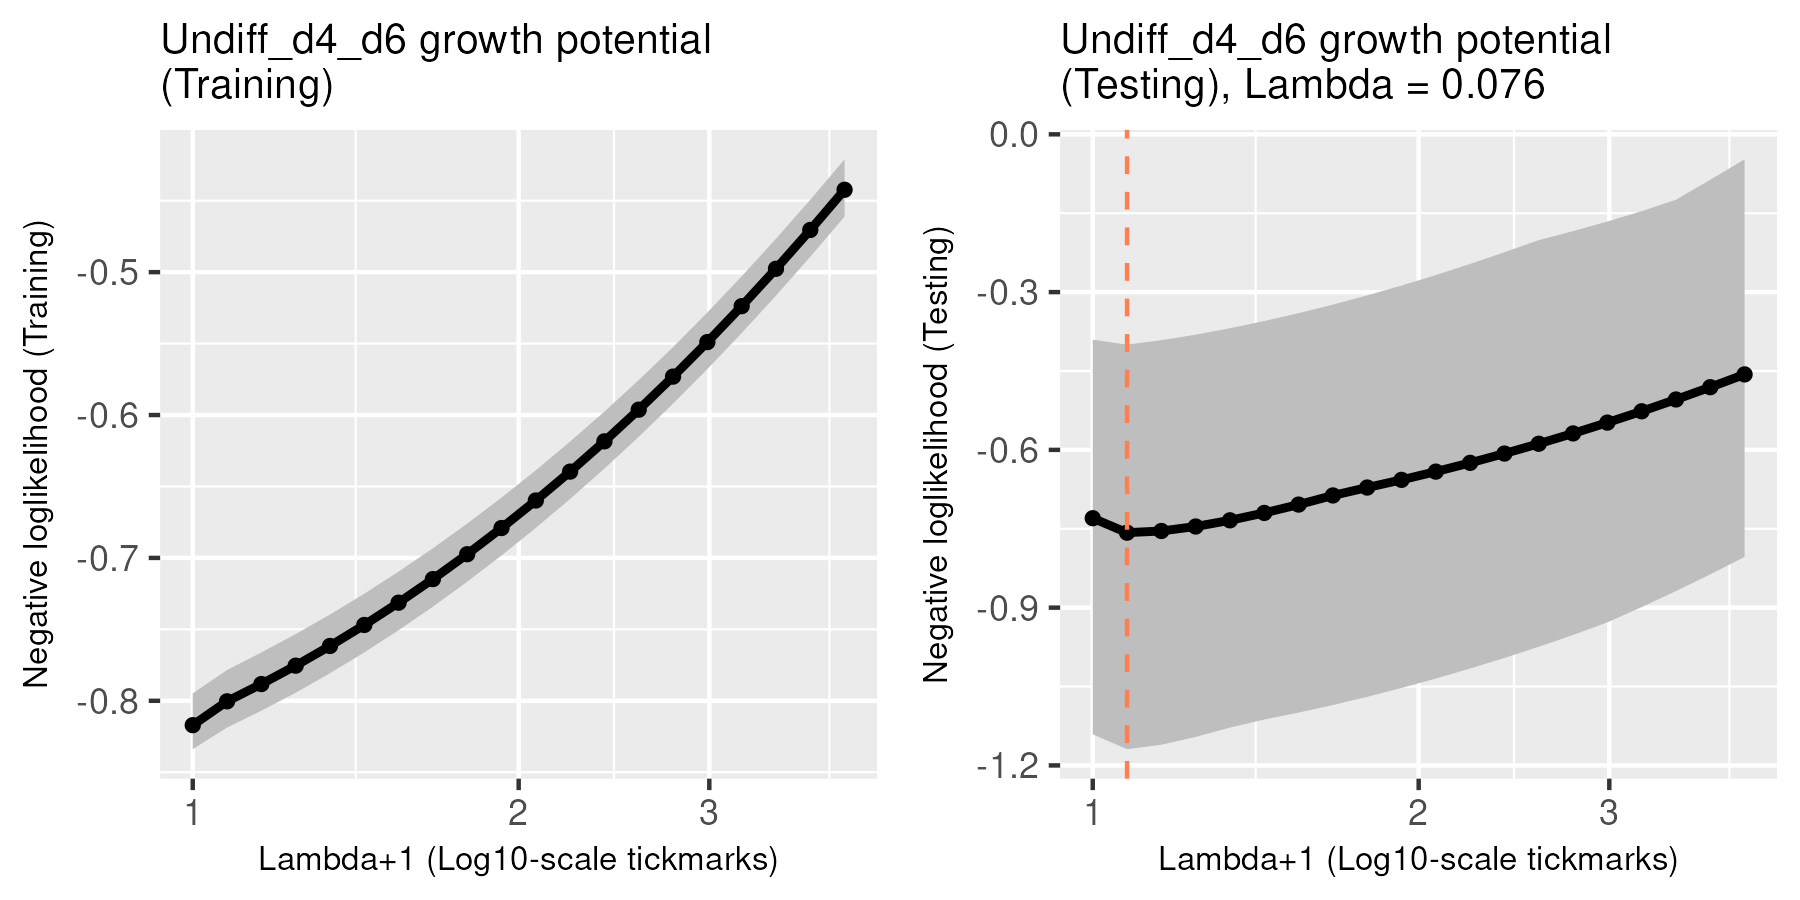 Undiff_d4_d6 growth potential
(Training)
Negative loglikelihood (Training)
-0.5
-0.6
-0.7
-0.8
1
2
3
Lambda+1 (Log10-scale tickmarks)
Undiff_d4_d6 growth potential
(Testing), Lambda = 0.076
Negative loglikelihood (Testing)
0.0
-0.3
-0.6
-0.9
-1.2
1
2
3
Lambda+1 (Log10-scale tickmarks)